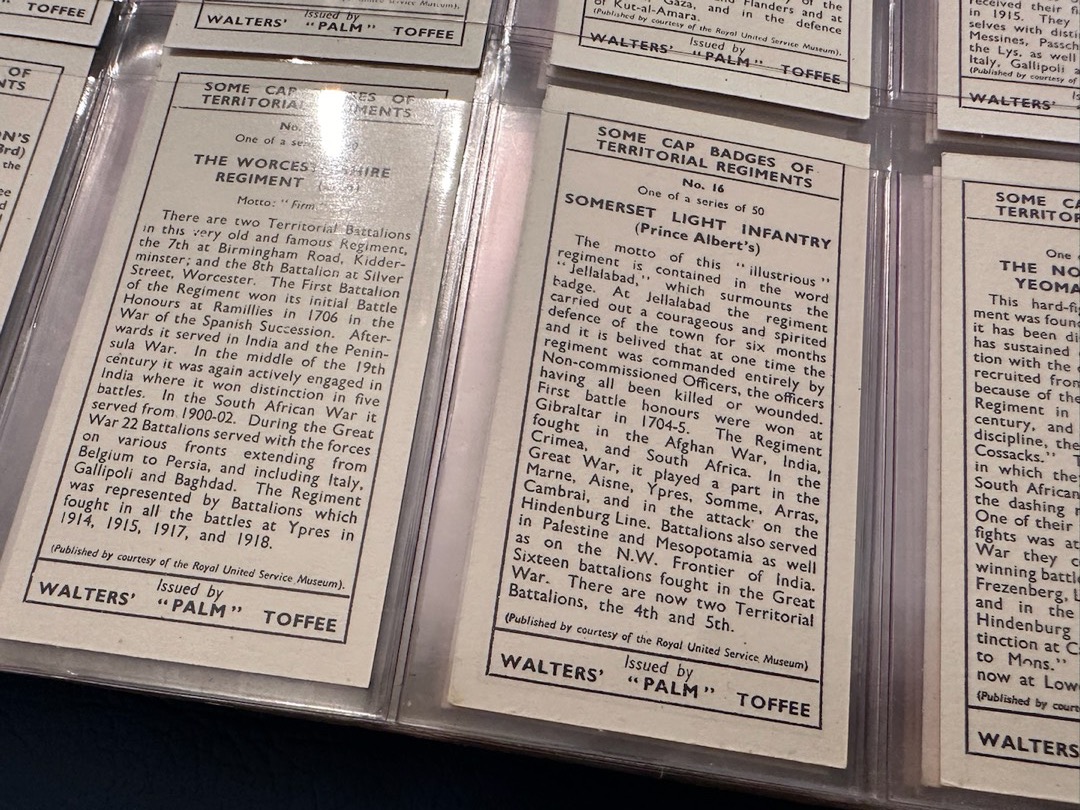 OF
NTS
ON'S
3rd)
the
TOFFEE
Issued by
WALTERS' "PALM" TOFFEE
SOME CAP BADGES OF
TERRITORIAL REGIMENTS
No.
One of a series
THE WORCESTERSHIRE
REGIMENT
Motto: "Firm
There are two Territorial Battalions
in this very old and famous Regiment,
the 7th at Birmingham Road, Kidder-
minster; and the 8th Battalion at Silver
Street, Worcester. The First Battalion
of the Regiment won its initial Battle
Honours at Ramillies in 1706 in the
War of the Spanish Succession. After-
wards it served in India and the Penin-
sula War. In the middle of the 19th
century it was again actively engaged in
India where it won distinction in five
battles. In the South African War it
served from 1900-02. During the Great
War 22 Battalions served with the forces
on various fronts extending from
Belgium to Persia, and including Italy,
Gallipoli and Baghdad. The Regiment
was represented by Battalions which
fought in all the battles at Ypres in
1914, 1915, 1917, and 1918.
(Published by courtesy of the Royal United Service Museum).
Issued by
WALTERS' "PALM" TOFFEE
Flanders and at
Gaza, and in the defence
of Kut-al-Amara.
(Published by courtesy of the Royal United Service Museum).
Issued by
WALTERS' "PALM" TOFFEE
SOME CAP BADGES OF
TERRITORIAL REGIMENTS
No. 16
One of a series of 50
SOMERSET LIGHT INFANTRY
(Prince Albert's)
The motto of this "illustrious"
regiment is contained in the word
"Jellalabad," which surmounts the
badge. At Jellalabad the regiment
carried out a courageous and spirited
defence of the town for six months
and it is belived that at one time the
regiment was commanded entirely by
Non-commissioned Officers, the officers
having all been killed or wounded.
First battle honours were won at
Gibraltar in 1704-5. The Regiment
fought in the Afghan War, India,
Crimea, and South Africa. In the
Great War, it played a part in the
Marne, Aisne, Ypres, Somme, Arras,
Cambrai, and in the attack on the
Hindenburg Line. Battalions also served
in Palestine and Mesopotamia as well
as on the N.W. Frontier of India.
Sixteen battalions fought in the Great
War. There are now two Territorial
Battalions, the 4th and 5th.
(Published by courtesy of the Royal United Service Museum)
Issued by
WALTERS' "PALM" TOFFEE
received their
in 1915. They
selves with
Messines,
the Lys, as well
Italy, Gallipoli
(Published by courtesy of
WALTERS'
SOME
One
THE
This
ment was
it has been
has sustained
tion with the
recruited from
because of the
Regiment in
century, and
discipline,
Cossacks."
in which
South African
the dashing
One of their
fights was at
War they
winning
Frezenberg,
and in the
Hindenburg
tinction at
to Mons."
now at
WALTERS